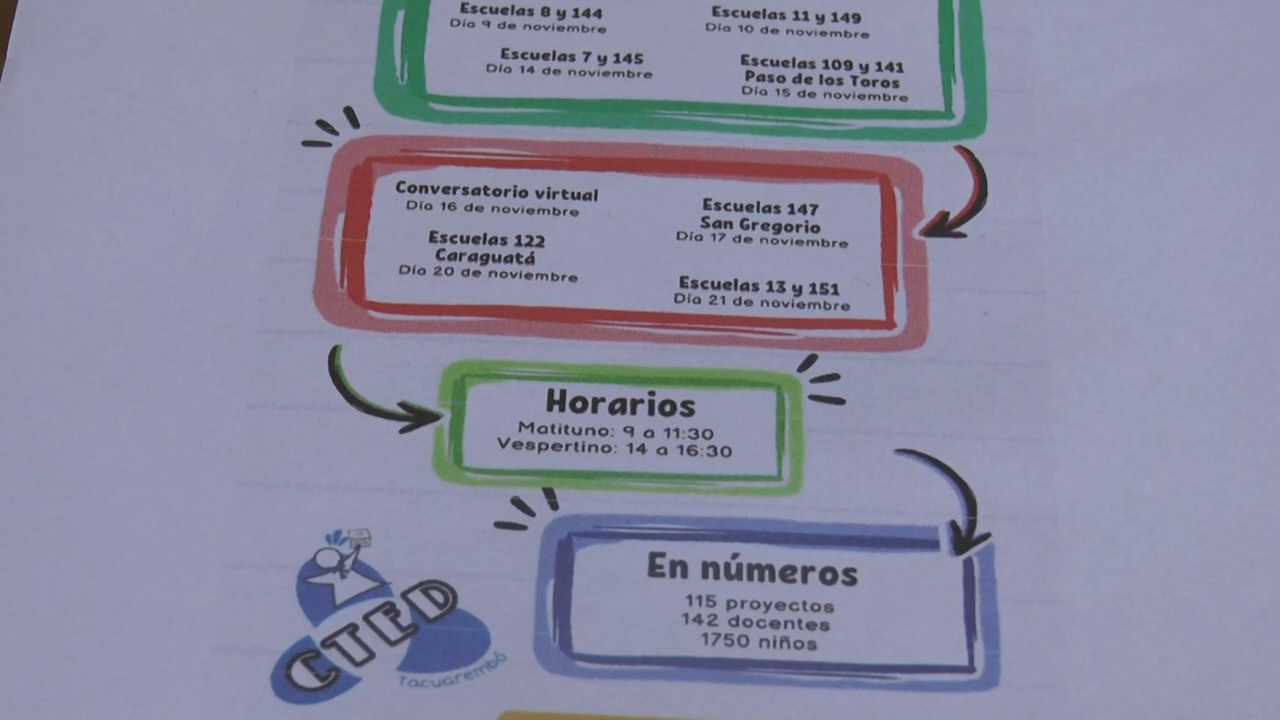 Escuelas 8 y 144
Día 9 de noviembre
Escuelas 11 y 149
Día 10 de noviembre
Escuelas 7 y 145
Día 14 de noviembre
Escuelas 109 y 141
Paso de los Toros
Día 15 de noviembre
Conversatorio virtual
Día 16 de noviembre
Escuelas 147
San Gregorio
Día 17 de noviembre
Escuelas 122
Caraguatá
Día 20 de noviembre
Escuelas 13 y 151
Día 21 de noviembre
Horarios
Matituno: 9 a 11:30
Vespertino: 14 a 16:30
En números
115 proyectos
142 docentes
1750 niños
CTED
Tacuarembó